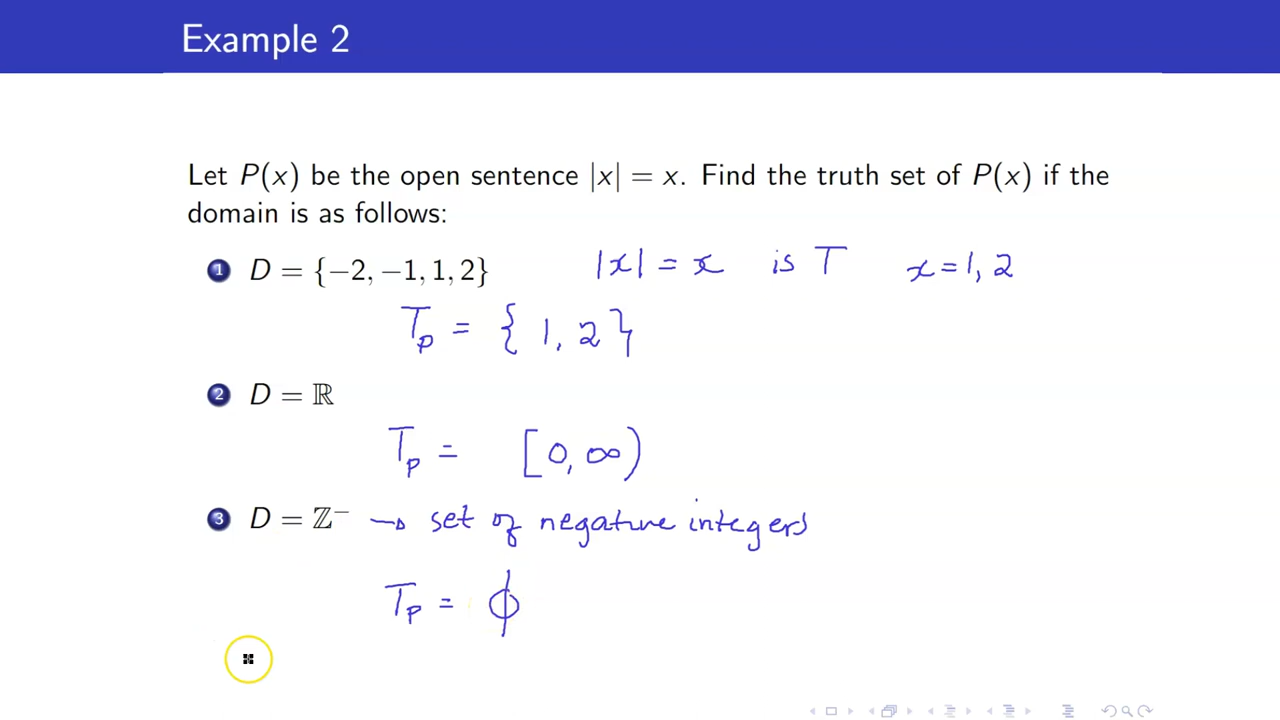 Example 2
Let P(x) be the open sentence |x| = x. Find the truth set of P(x) if the
domain is as follows:
1 D = {−2, −1, 1, 2} |x| = x is T x = 1, 2
T_p = { 1, 2 }
2 D = ℝ
T_p = [0, ∞)
3 D = ℤ⁻ → set of negative integers
T_p = ϕ